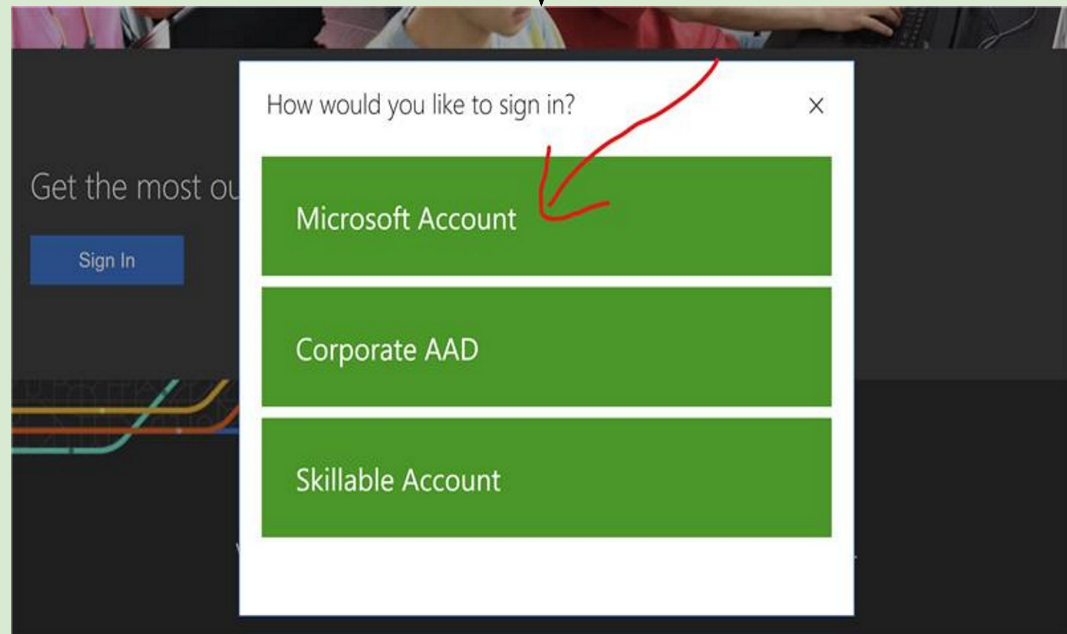 How would you like to sign in?
Get the most ou
Sign In
Microsoft Account
Corporate AAD
Skillable Account